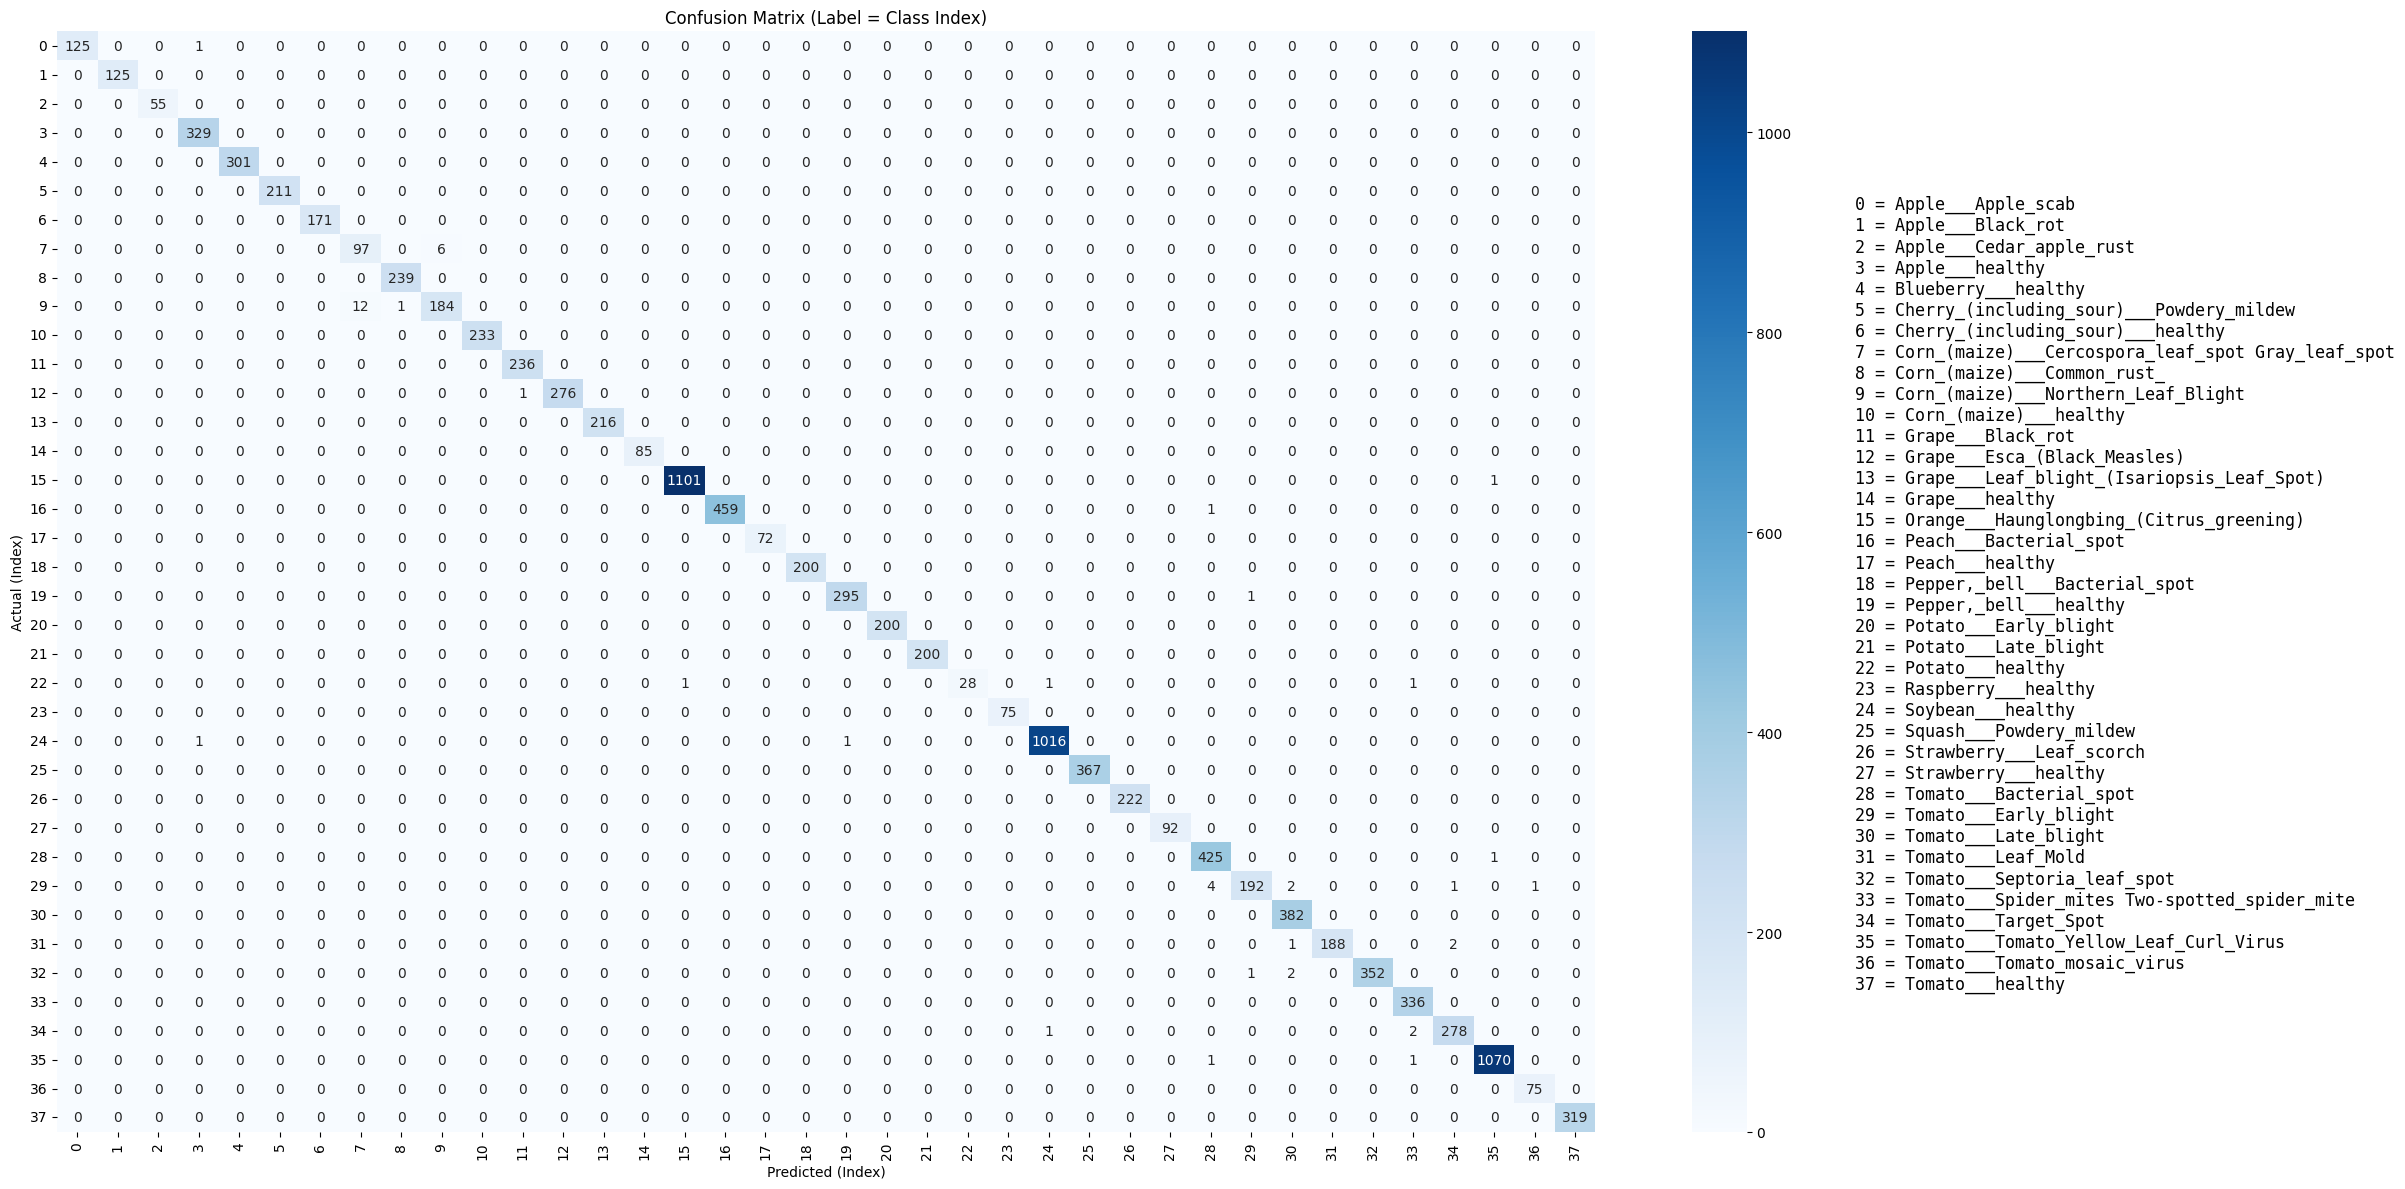 Confusion Matrix (Label = Class Index)
0 125 0 0 1 0 0 0 0 0 0 0 0 0 0 0 0 0 0 0 0 0 0 0 0 0 0 0 0 0 0 0 0 0 0 0 0 0 0
1 0 125 0 0 0 0 0 0 0 0 0 0 0 0 0 0 0 0 0 0 0 0 0 0 0 0 0 0 0 0 0 0 0 0 0 0 0 0
2 0 0 55 0 0 0 0 0 0 0 0 0 0 0 0 0 0 0 0 0 0 0 0 0 0 0 0 0 0 0 0 0 0 0 0 0 0 0
3 0 0 0 329 0 0 0 0 0 0 0 0 0 0 0 0 0 0 0 0 0 0 0 0 0 0 0 0 0 0 0 0 0 0 0 0 0 0
4 0 0 0 0 301 0 0 0 0 0 0 0 0 0 0 0 0 0 0 0 0 0 0 0 0 0 0 0 0 0 0 0 0 0 0 0 0 0
5 0 0 0 0 0 211 0 0 0 0 0 0 0 0 0 0 0 0 0 0 0 0 0 0 0 0 0 0 0 0 0 0 0 0 0 0 0 0
6 0 0 0 0 0 0 171 0 0 0 0 0 0 0 0 0 0 0 0 0 0 0 0 0 0 0 0 0 0 0 0 0 0 0 0 0 0 0
7 0 0 0 0 0 0 0 97 0 6 0 0 0 0 0 0 0 0 0 0 0 0 0 0 0 0 0 0 0 0 0 0 0 0 0 0 0 0
8 0 0 0 0 0 0 0 0 239 0 0 0 0 0 0 0 0 0 0 0 0 0 0 0 0 0 0 0 0 0 0 0 0 0 0 0 0 0
9 0 0 0 0 0 0 0 12 1 184 0 0 0 0 0 0 0 0 0 0 0 0 0 0 0 0 0 0 0 0 0 0 0 0 0 0 0 0
10 0 0 0 0 0 0 0 0 0 0 233 0 0 0 0 0 0 0 0 0 0 0 0 0 0 0 0 0 0 0 0 0 0 0 0 0 0 0
11 0 0 0 0 0 0 0 0 0 0 0 236 0 0 0 0 0 0 0 0 0 0 0 0 0 0 0 0 0 0 0 0 0 0 0 0 0 0
12 0 0 0 0 0 0 0 0 0 0 0 1 276 0 0 0 0 0 0 0 0 0 0 0 0 0 0 0 0 0 0 0 0 0 0 0 0 0
13 0 0 0 0 0 0 0 0 0 0 0 0 0 216 0 0 0 0 0 0 0 0 0 0 0 0 0 0 0 0 0 0 0 0 0 0 0 0
14 0 0 0 0 0 0 0 0 0 0 0 0 0 0 85 0 0 0 0 0 0 0 0 0 0 0 0 0 0 0 0 0 0 0 0 0 0 0
15 0 0 0 0 0 0 0 0 0 0 0 0 0 0 0 1101 0 0 0 0 0 0 0 0 0 0 0 0 0 0 0 0 0 0 0 1 0 0
16 0 0 0 0 0 0 0 0 0 0 0 0 0 0 0 0 459 0 0 0 0 0 0 0 0 0 0 0 1 0 0 0 0 0 0 0 0 0
17 0 0 0 0 0 0 0 0 0 0 0 0 0 0 0 0 0 72 0 0 0 0 0 0 0 0 0 0 0 0 0 0 0 0 0 0 0 0
18 0 0 0 0 0 0 0 0 0 0 0 0 0 0 0 0 0 0 200 0 0 0 0 0 0 0 0 0 0 0 0 0 0 0 0 0 0 0
19 0 0 0 0 0 0 0 0 0 0 0 0 0 0 0 0 0 0 0 295 0 0 0 0 0 0 0 0 0 1 0 0 0 0 0 0 0 0
20 0 0 0 0 0 0 0 0 0 0 0 0 0 0 0 0 0 0 0 0 200 0 0 0 0 0 0 0 0 0 0 0 0 0 0 0 0 0
21 0 0 0 0 0 0 0 0 0 0 0 0 0 0 0 0 0 0 0 0 0 200 0 0 0 0 0 0 0 0 0 0 0 0 0 0 0 0
22 0 0 0 0 0 0 0 0 0 0 0 0 0 0 0 1 0 0 0 0 0 0 28 0 1 0 0 0 0 0 0 0 0 1 0 0 0 0
23 0 0 0 0 0 0 0 0 0 0 0 0 0 0 0 0 0 0 0 0 0 0 0 75 0 0 0 0 0 0 0 0 0 0 0 0 0 0
24 0 0 0 1 0 0 0 0 0 0 0 0 0 0 0 0 0 0 0 1 0 0 0 0 1016 0 0 0 0 0 0 0 0 0 0 0 0 0
25 0 0 0 0 0 0 0 0 0 0 0 0 0 0 0 0 0 0 0 0 0 0 0 0 0 367 0 0 0 0 0 0 0 0 0 0 0 0
26 0 0 0 0 0 0 0 0 0 0 0 0 0 0 0 0 0 0 0 0 0 0 0 0 0 0 222 0 0 0 0 0 0 0 0 0 0 0
27 0 0 0 0 0 0 0 0 0 0 0 0 0 0 0 0 0 0 0 0 0 0 0 0 0 0 0 92 0 0 0 0 0 0 0 0 0 0
28 0 0 0 0 0 0 0 0 0 0 0 0 0 0 0 0 0 0 0 0 0 0 0 0 0 0 0 0 425 0 0 0 0 0 0 1 0 0
29 0 0 0 0 0 0 0 0 0 0 0 0 0 0 0 0 0 0 0 0 0 0 0 0 0 0 0 0 4 192 2 0 0 0 1 0 1 0
30 0 0 0 0 0 0 0 0 0 0 0 0 0 0 0 0 0 0 0 0 0 0 0 0 0 0 0 0 0 0 382 0 0 0 0 0 0 0
31 0 0 0 0 0 0 0 0 0 0 0 0 0 0 0 0 0 0 0 0 0 0 0 0 0 0 0 0 0 0 1 188 0 0 2 0 0 0
32 0 0 0 0 0 0 0 0 0 0 0 0 0 0 0 0 0 0 0 0 0 0 0 0 0 0 0 0 0 1 2 0 352 0 0 0 0 0
33 0 0 0 0 0 0 0 0 0 0 0 0 0 0 0 0 0 0 0 0 0 0 0 0 0 0 0 0 0 0 0 0 0 336 0 0 0 0
34 0 0 0 0 0 0 0 0 0 0 0 0 0 0 0 0 0 0 0 0 0 0 0 0 1 0 0 0 0 0 0 0 0 2 278 0 0 0
35 0 0 0 0 0 0 0 0 0 0 0 0 0 0 0 0 0 0 0 0 0 0 0 0 0 0 0 0 1 0 0 0 0 1 0 1070 0 0
36 0 0 0 0 0 0 0 0 0 0 0 0 0 0 0 0 0 0 0 0 0 0 0 0 0 0 0 0 0 0 0 0 0 0 0 0 75 0
37 0 0 0 0 0 0 0 0 0 0 0 0 0 0 0 0 0 0 0 0 0 0 0 0 0 0 0 0 0 0 0 0 0 0 0 0 0 319
0 1 2 3 4 5 6 7 8 9 10 11 12 13 14 15 16 17 18 19 20 21 22 23 24 25 26 27 28 29 30 31 32 33 34 35 36 37
Predicted (Index)
Actual (Index)
1000
800
600
400
200
0
0 = Apple___Apple_scab
1 = Apple___Black_rot
2 = Apple___Cedar_apple_rust
3 = Apple___healthy
4 = Blueberry___healthy
5 = Cherry_(including_sour)___Powdery_mildew
6 = Cherry_(including_sour)___healthy
7 = Corn_(maize)___Cercospora_leaf_spot Gray_leaf_spot
8 = Corn_(maize)___Common_rust_
9 = Corn_(maize)___Northern_Leaf_Blight
10 = Corn_(maize)___healthy
11 = Grape___Black_rot
12 = Grape___Esca_(Black_Measles)
13 = Grape___Leaf_blight_(Isariopsis_Leaf_Spot)
14 = Grape___healthy
15 = Orange___Haunglongbing_(Citrus_greening)
16 = Peach___Bacterial_spot
17 = Peach___healthy
18 = Pepper,_bell___Bacterial_spot
19 = Pepper,_bell___healthy
20 = Potato___Early_blight
21 = Potato___Late_blight
22 = Potato___healthy
23 = Raspberry___healthy
24 = Soybean___healthy
25 = Squash___Powdery_mildew
26 = Strawberry___Leaf_scorch
27 = Strawberry___healthy
28 = Tomato___Bacterial_spot
29 = Tomato___Early_blight
30 = Tomato___Late_blight
31 = Tomato___Leaf_Mold
32 = Tomato___Septoria_leaf_spot
33 = Tomato___Spider_mites Two-spotted_spider_mite
34 = Tomato___Target_Spot
35 = Tomato___Tomato_Yellow_Leaf_Curl_Virus
36 = Tomato___Tomato_mosaic_virus
37 = Tomato___healthy